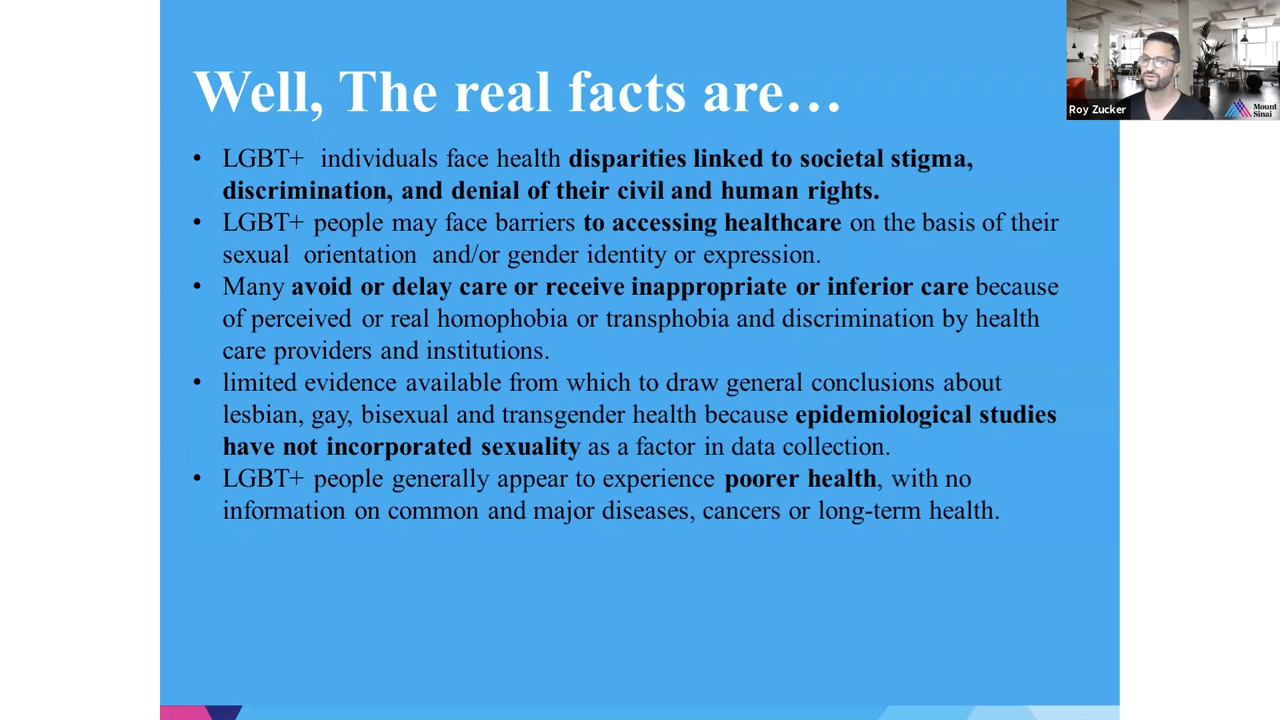 Well, The real facts are…
• LGBT+ individuals face health disparities linked to societal stigma,
discrimination, and denial of their civil and human rights.
• LGBT+ people may face barriers to accessing healthcare on the basis of their
sexual orientation and/or gender identity or expression.
• Many avoid or delay care or receive inappropriate or inferior care because
of perceived or real homophobia or transphobia and discrimination by health
care providers and institutions.
• limited evidence available from which to draw general conclusions about
lesbian, gay, bisexual and transgender health because epidemiological studies
have not incorporated sexuality as a factor in data collection.
• LGBT+ people generally appear to experience poorer health, with no
information on common and major diseases, cancers or long-term health.
Roy Zucker
Mount
Sinai